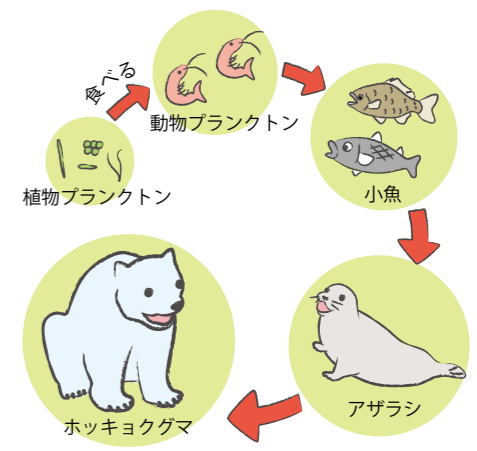 植物プランクトン
食べる
動物プランクトン
小魚
アザラシ
ホッキョクグマ